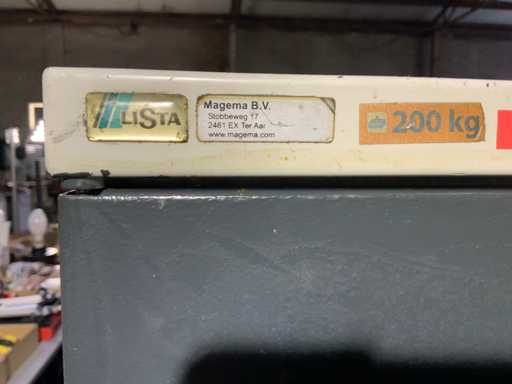 LISTA
Magema B.V.
Stobbeweg 17
2461 EX Ter Aar
www.magema.com
200 kg